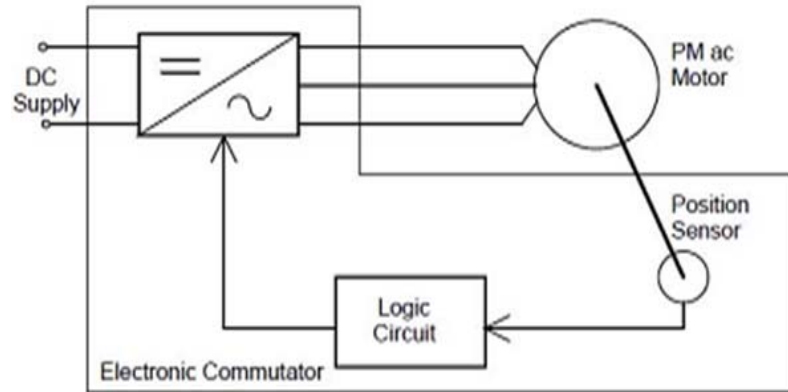 DC
Supply
PM ac
Motor
Position
Sensor
Logic
Circuit
Electronic Commutator